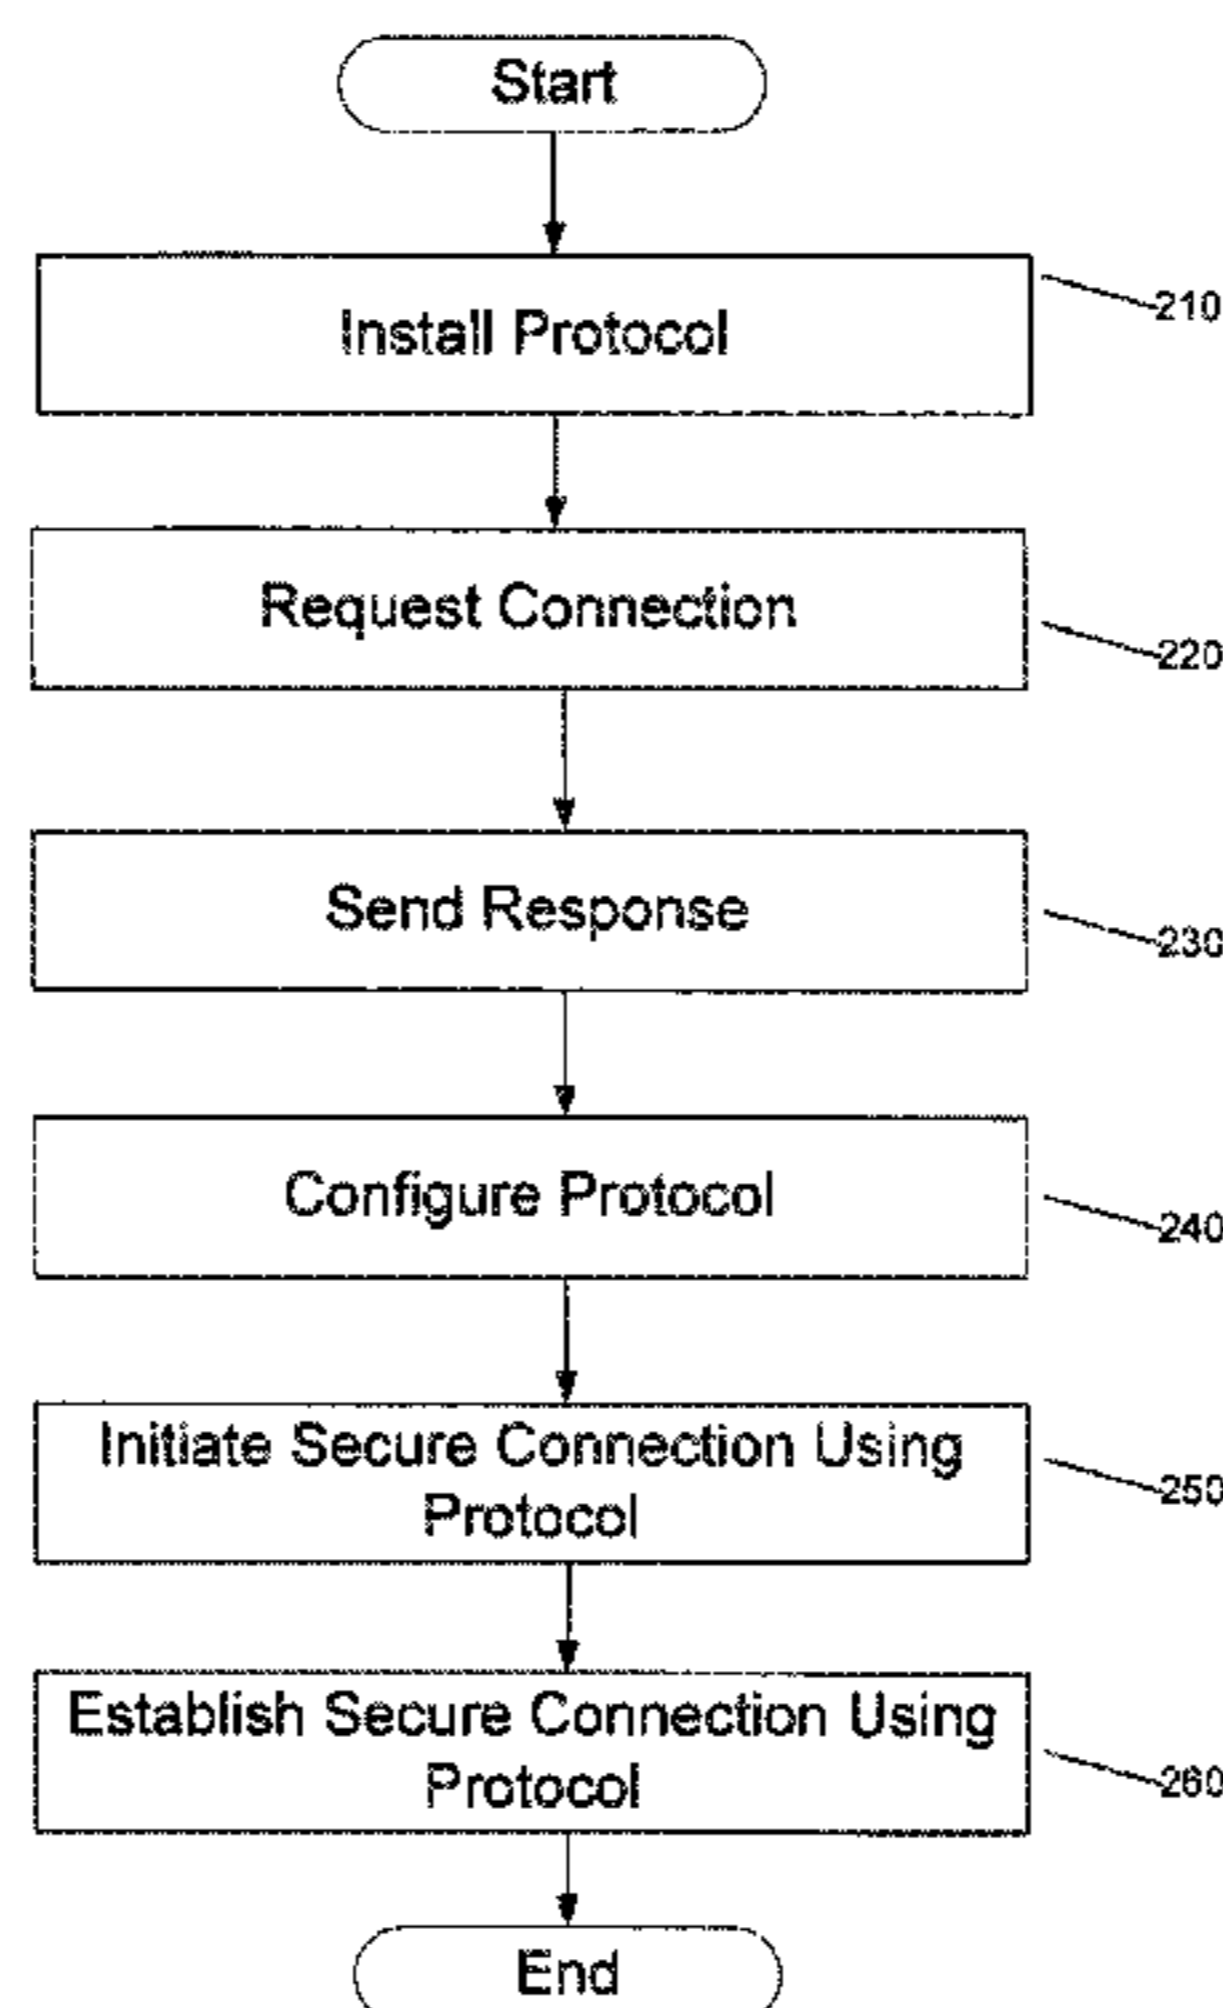 Start
Install Protocol
210
Request Connection
220
Send Response
230
Configure Protocol
240
Initiate Secure Connection Using
Protocol
250
Establish Secure Connection Using
Protocol
260
End